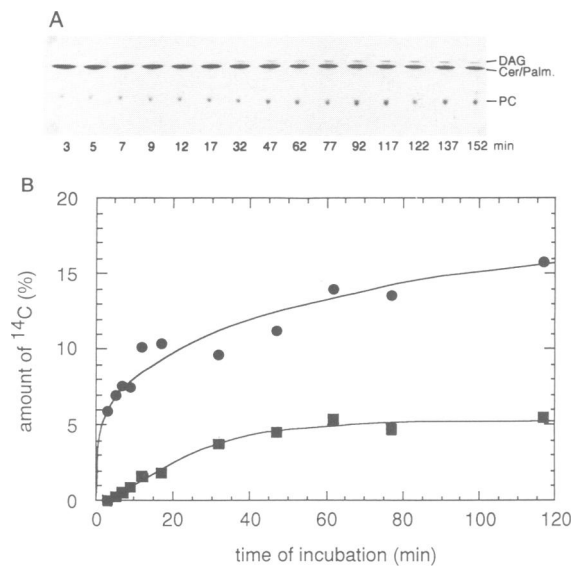 A
DAG
Cer/Palm.
PC
3 5 7 9 12 17 32 47 62 77 92 117 122 137 152 min
B
20
15
10
5
0
amount of ¹⁴C (%)
0 20 40 60 80 100 120
time of incubation (min)